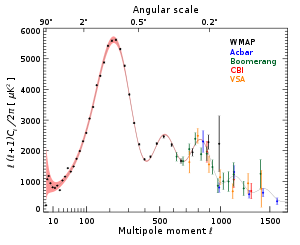 Angular scale
90° 2° 0.5° 0.2°
6000
5000
4000
3000
2000
1000
0
ℓ (ℓ+1)Cℓ/2π [μK²]
WMAP
Acbar
Boomerang
CBI
VSA
10 100 500 1000 1500
Multipole moment ℓ